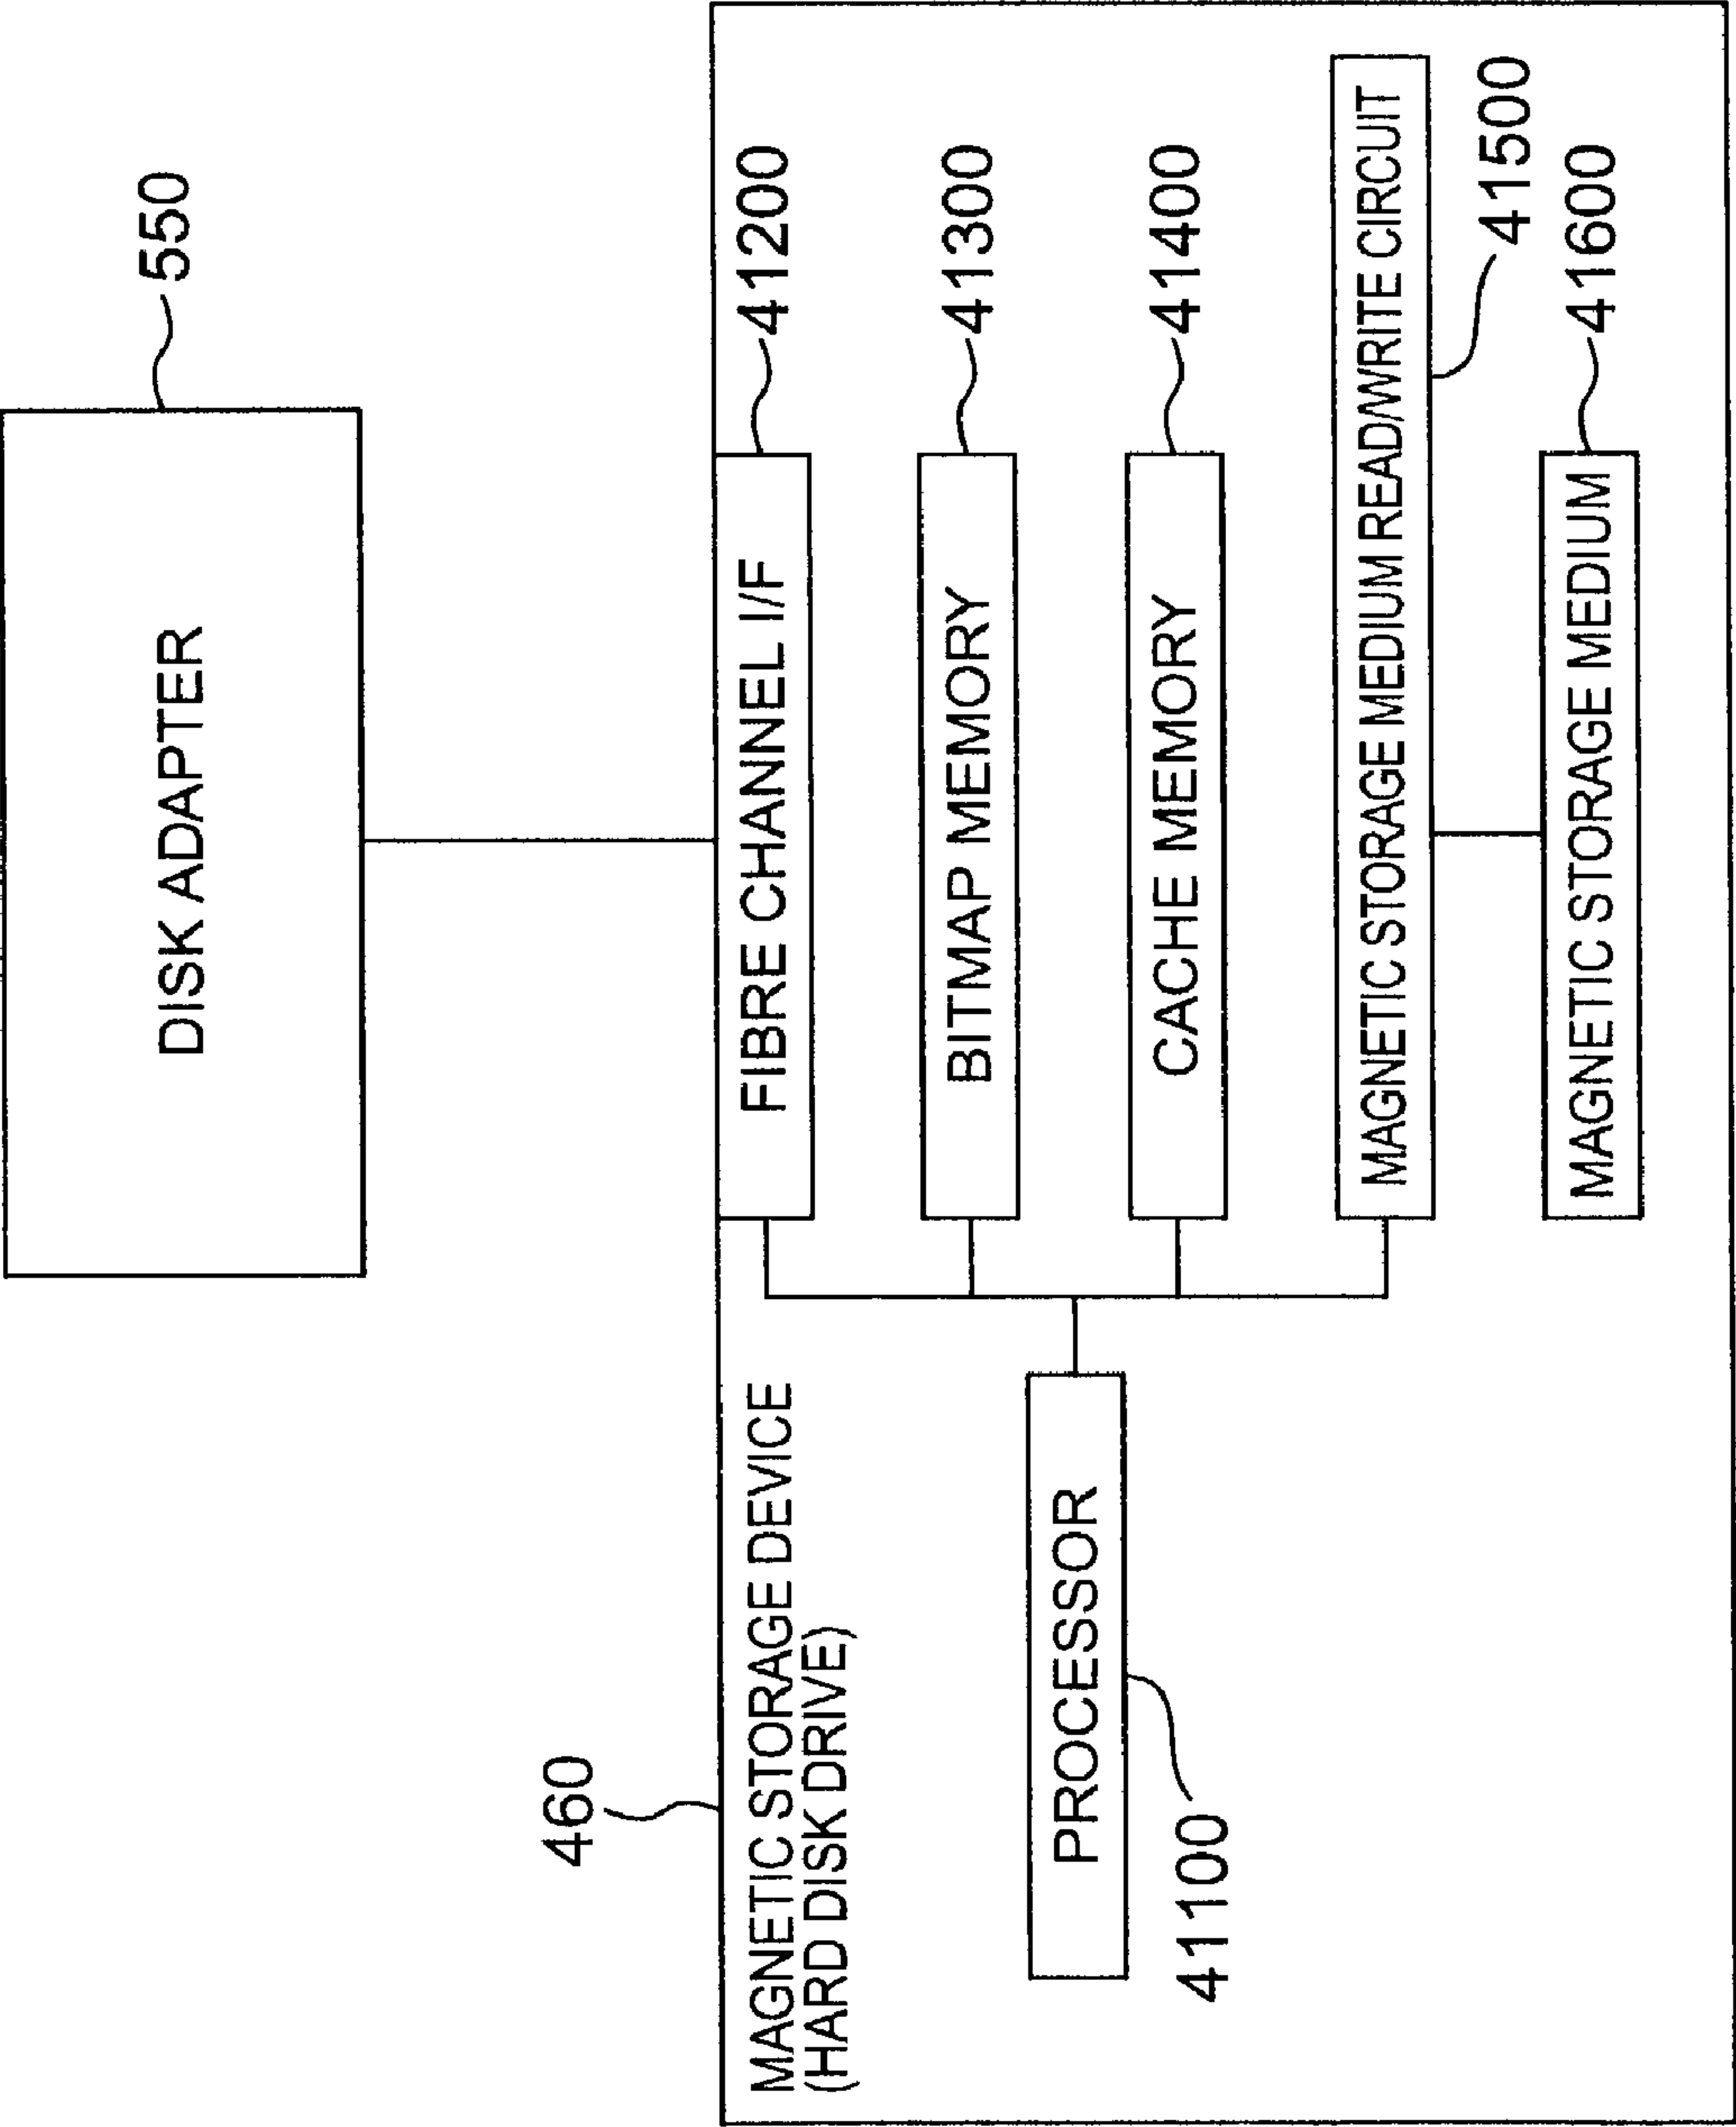 DISK ADAPTER
550
460
MAGNETIC STORAGE DEVICE
(HARD DISK DRIVE)
FIBRE CHANNEL I/F
41200
BITMAP MEMORY
41300
PROCESSOR
41100
CACHE MEMORY
41400
MAGNETIC STORAGE MEDIUM READ/WRITE CIRCUIT
41500
MAGNETIC STORAGE MEDIUM
41600